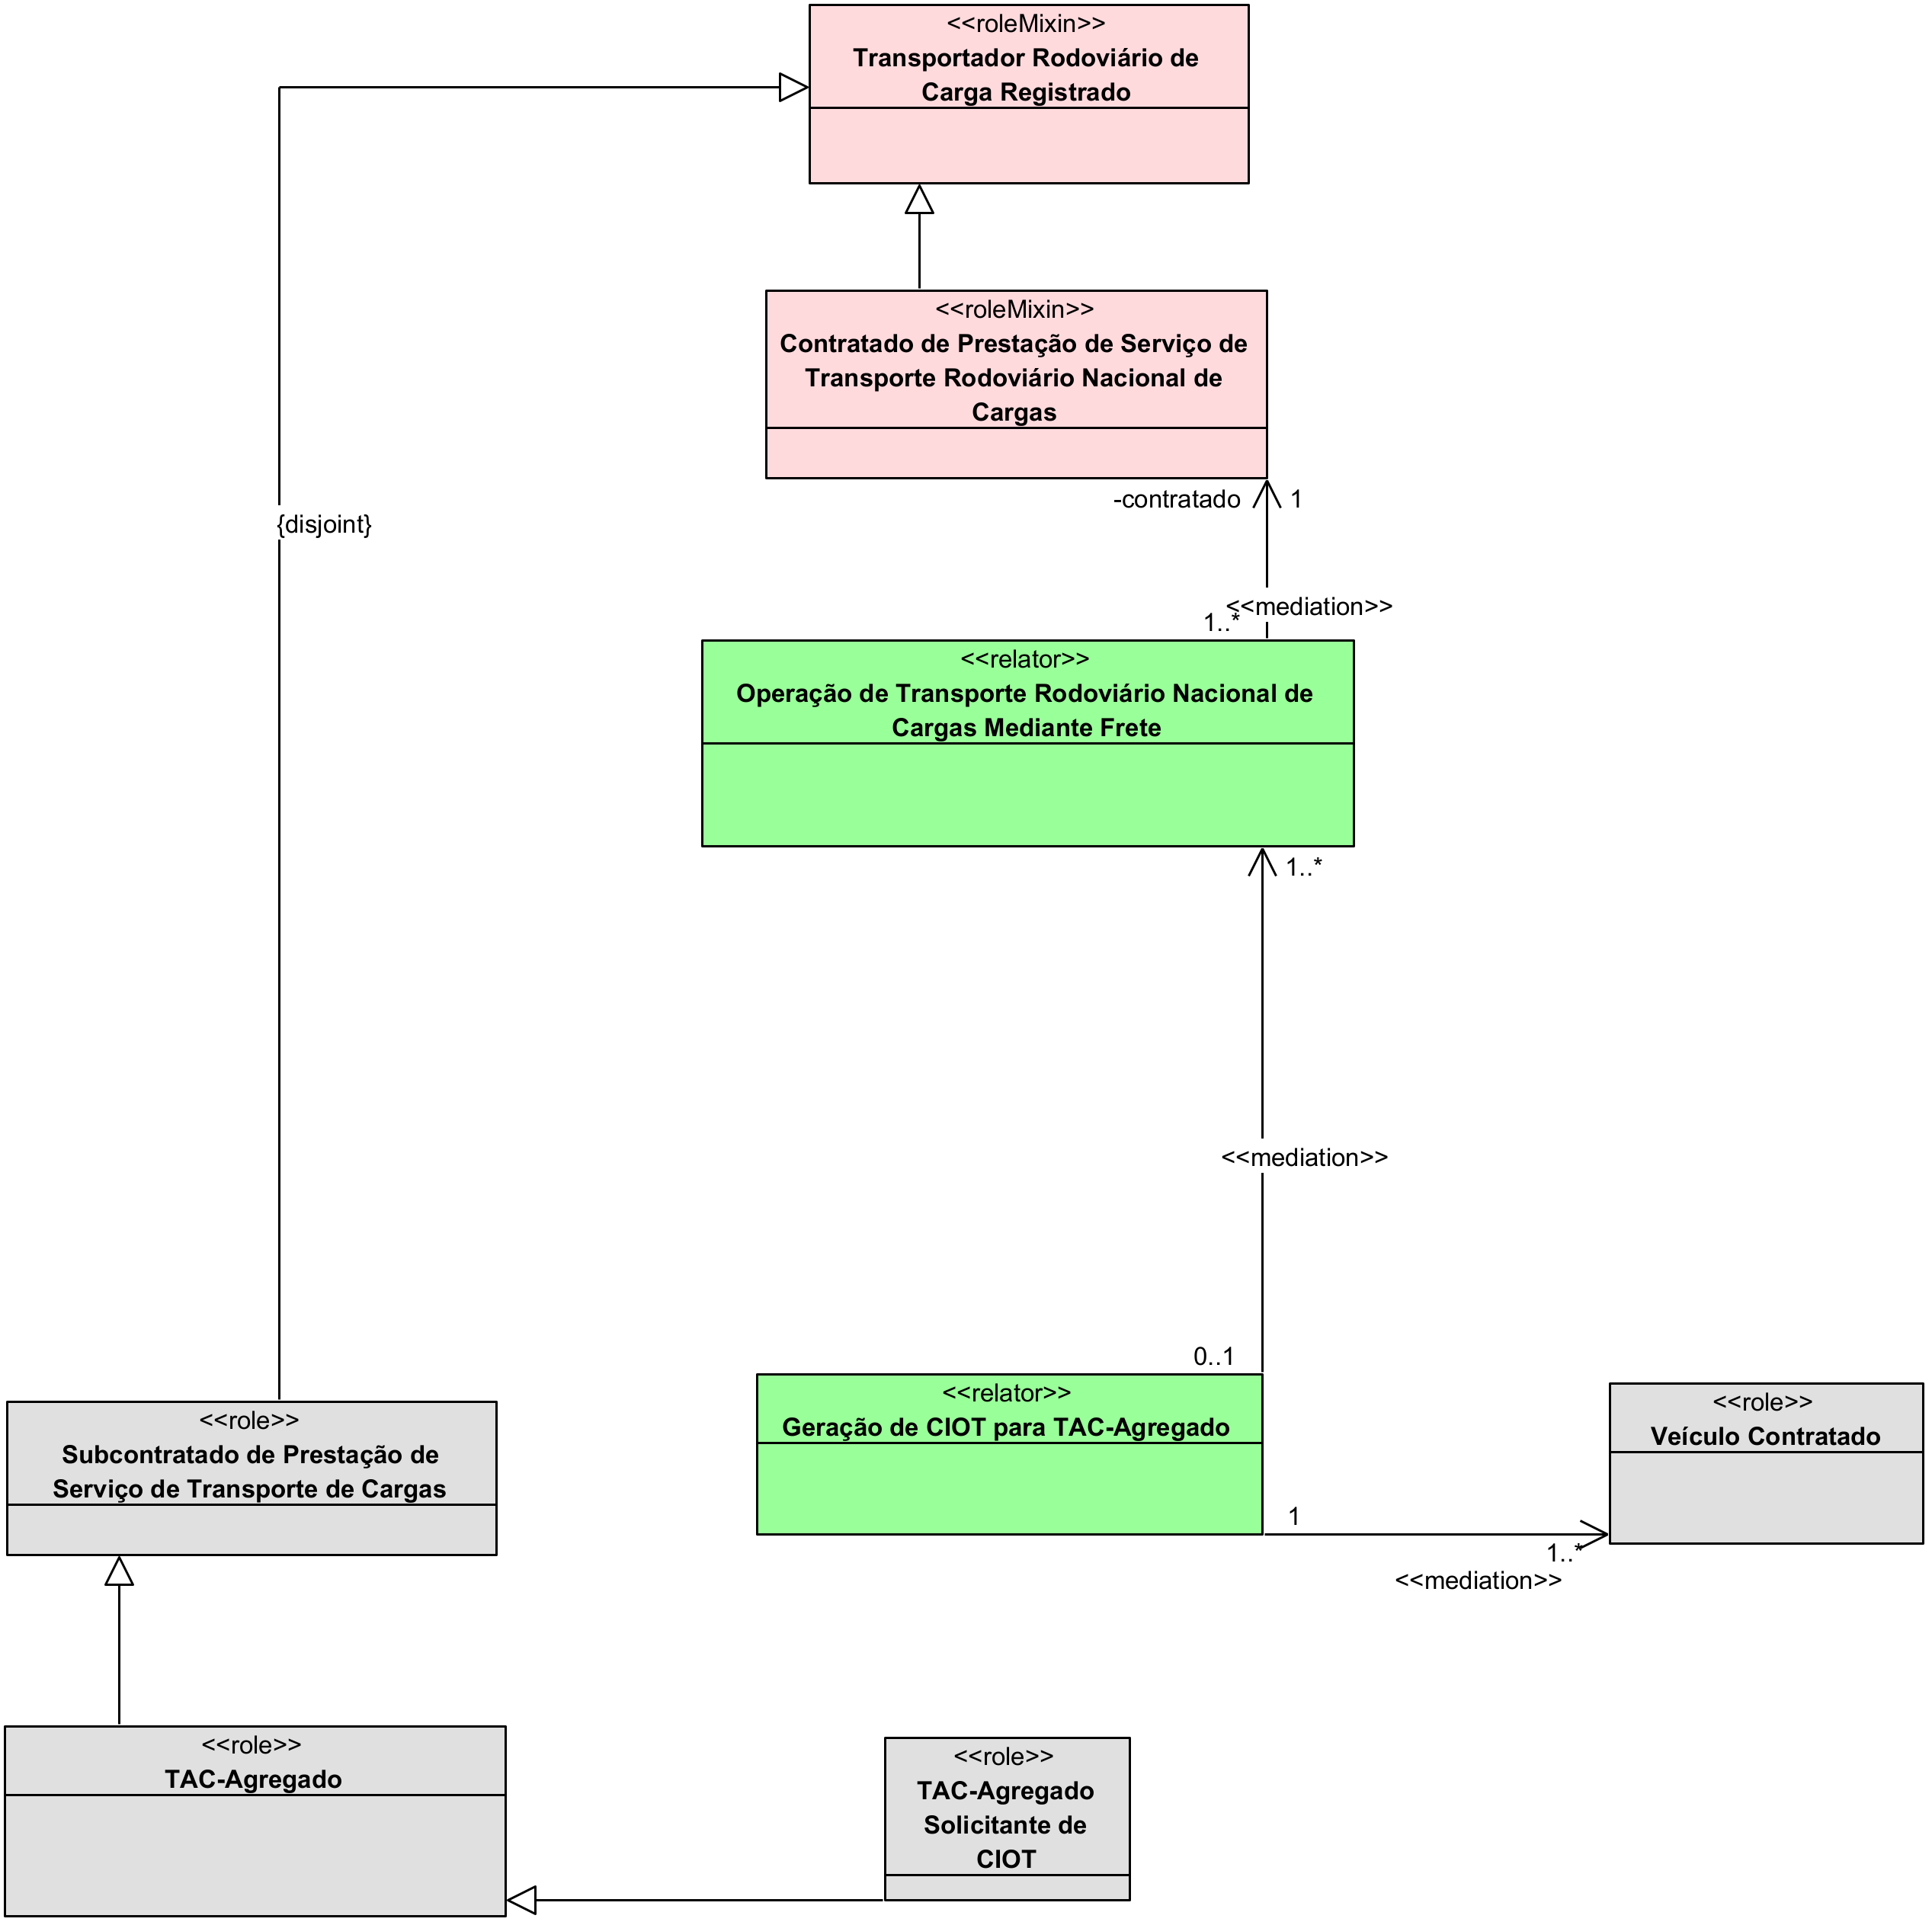 <<roleMixin>>
Transportador Rodoviário de
Carga Registrado
<<roleMixin>>
Contratado de Prestação de Serviço de
Transporte Rodoviário Nacional de
Cargas
-contratado
1
{disjoint}
<<mediation>>
1..*
<<relator>>
Operação de Transporte Rodoviário Nacional de
Cargas Mediante Frete
1..*
<<mediation>>
0..1
<<relator>>
Geração de CIOT para TAC-Agregado
<<role>>
Veículo Contratado
<<role>>
Subcontratado de Prestação de
Serviço de Transporte de Cargas
1
1..*
<<mediation>>
<<role>>
TAC-Agregado
<<role>>
TAC-Agregado
Solicitante de
CIOT